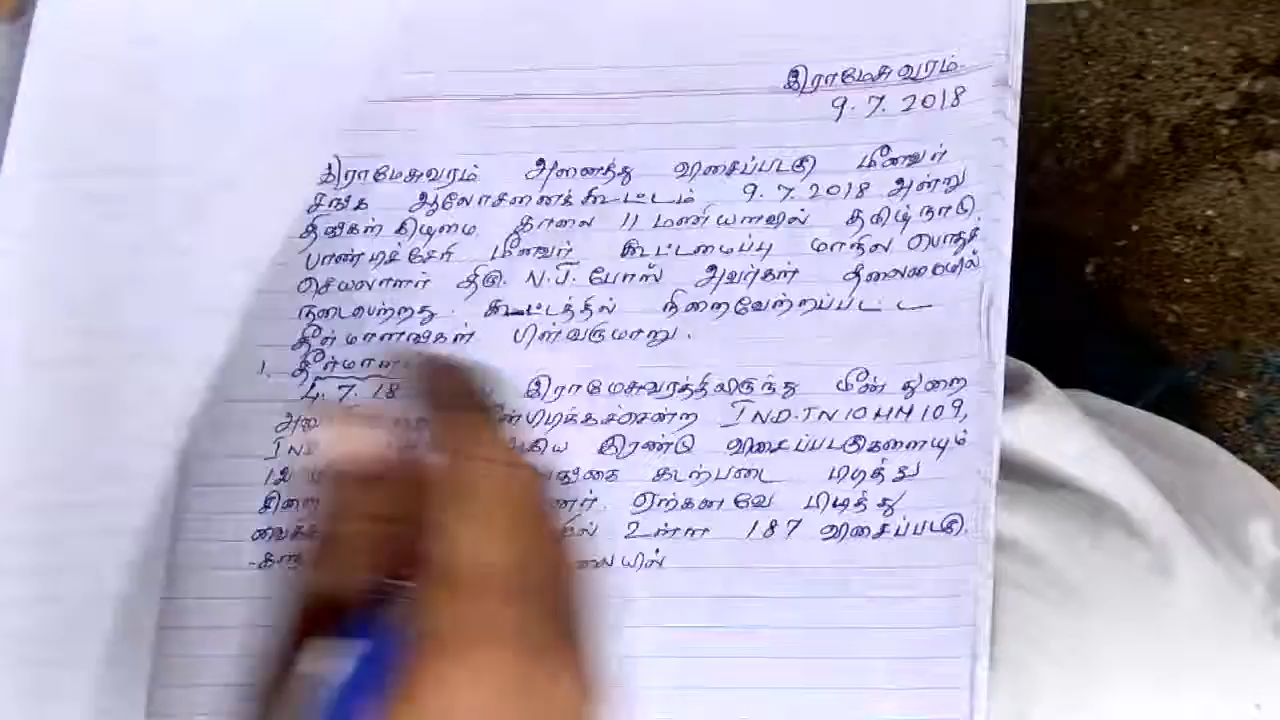 இராமேசுவரம்.
9.7.2018
இராமேசுவரம் அனைத்து விசைப்படகு மீனவர்
சங்க ஆலோசனைக் கூட்டம் 9.7.2018 அன்று
திங்கள் கிழமை காலை 11 மணியளவில் தமிழ்நாடு
பாண்டிச்சேரி மீனவர் கூட்டமைப்பு மாநில பொதுச்
செயலாளர் திரு. N.J. போஸ் அவர்கள் தலைமையில்
நடைபெற்றது. கூட்டத்தில் நிறைவேற்றப்பட்ட
தீர்மானங்கள் பின்வருமாறு.
1. தீர்மான
4.7.18 இராமேசுவரத்திலிருந்து மீன் துறை
IND-TN10MM109,
இரண்டு விசைப்படகுகளையும்
12 கடற்படை பிடித்து
ஏற்கனவே பிடித்து
உள்ள 187 விசைப்படகு